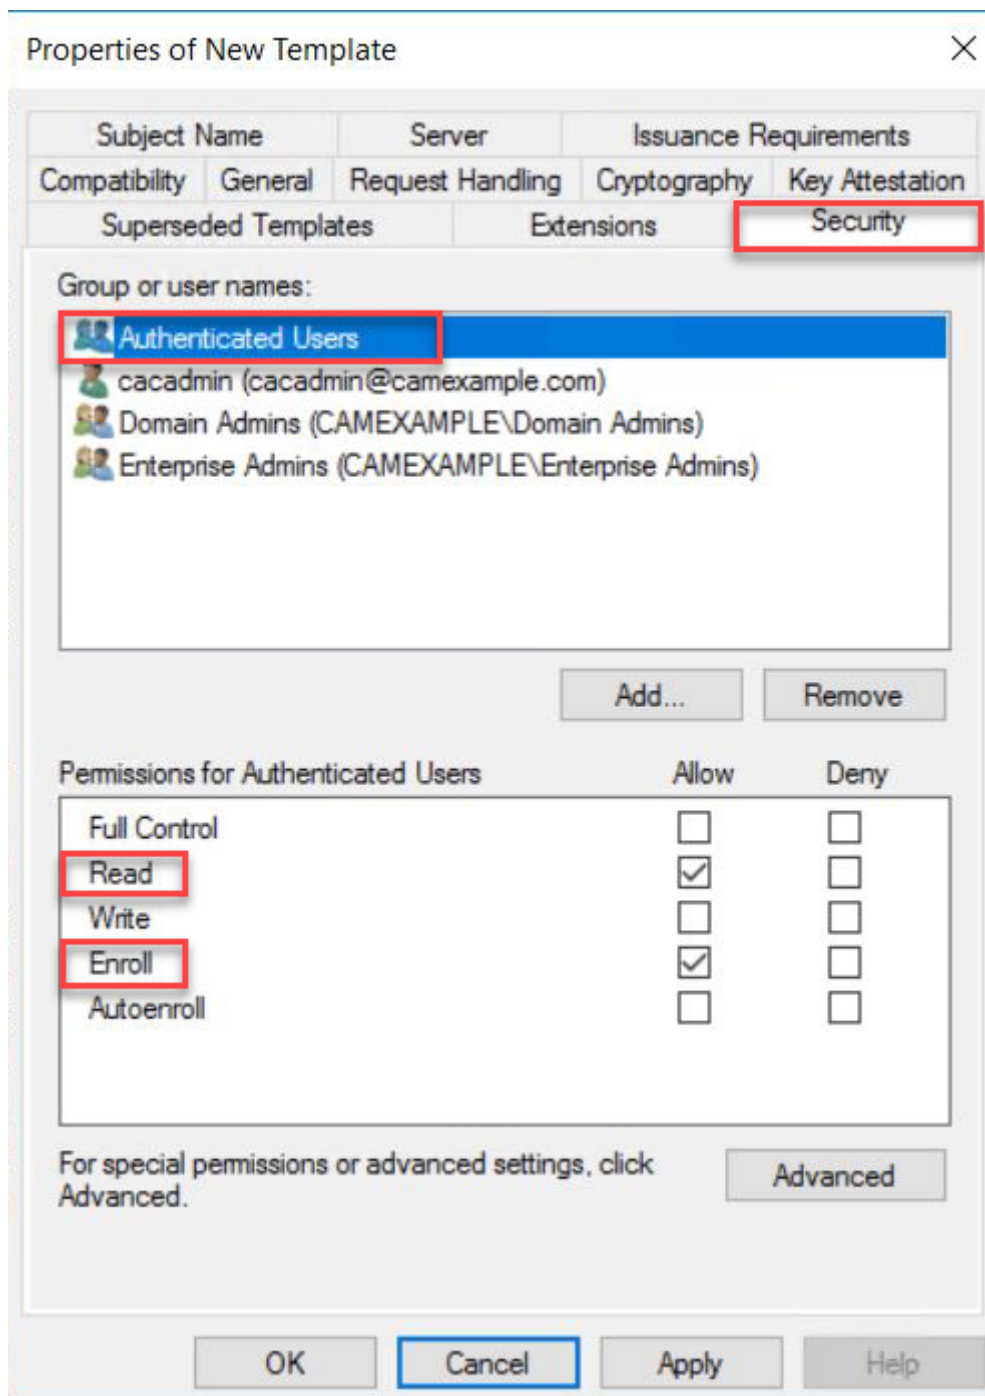 Properties of New Template
Subject Name Server Issuance Requirements
Compatibility General Request Handling Cryptography Key Attestation
Superseded Templates Extensions Security
Group or user names:
Authenticated Users
cacadmin (cacadmin@camexample.com)
Domain Admins (CAMEXAMPLE\Domain Admins)
Enterprise Admins (CAMEXAMPLE\Enterprise Admins)
Add... Remove
Permissions for Authenticated Users Allow Deny
Full Control
Read
Write
Enroll
Autoenroll
For special permissions or advanced settings, click
Advanced.
Advanced
OK Cancel Apply Help